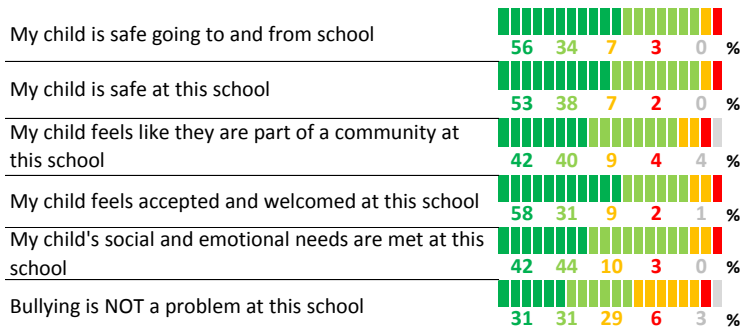 My child is safe going to and from school
56 34 7 3 0 %
My child is safe at this school
53 38 7 2 0 %
My child feels like they are part of a community at
this school
42 40 9 4 4 %
My child feels accepted and welcomed at this school
58 31 9 2 1 %
My child's social and emotional needs are met at this
school
42 44 10 3 0 %
Bullying is NOT a problem at this school
31 31 29 6 3 %